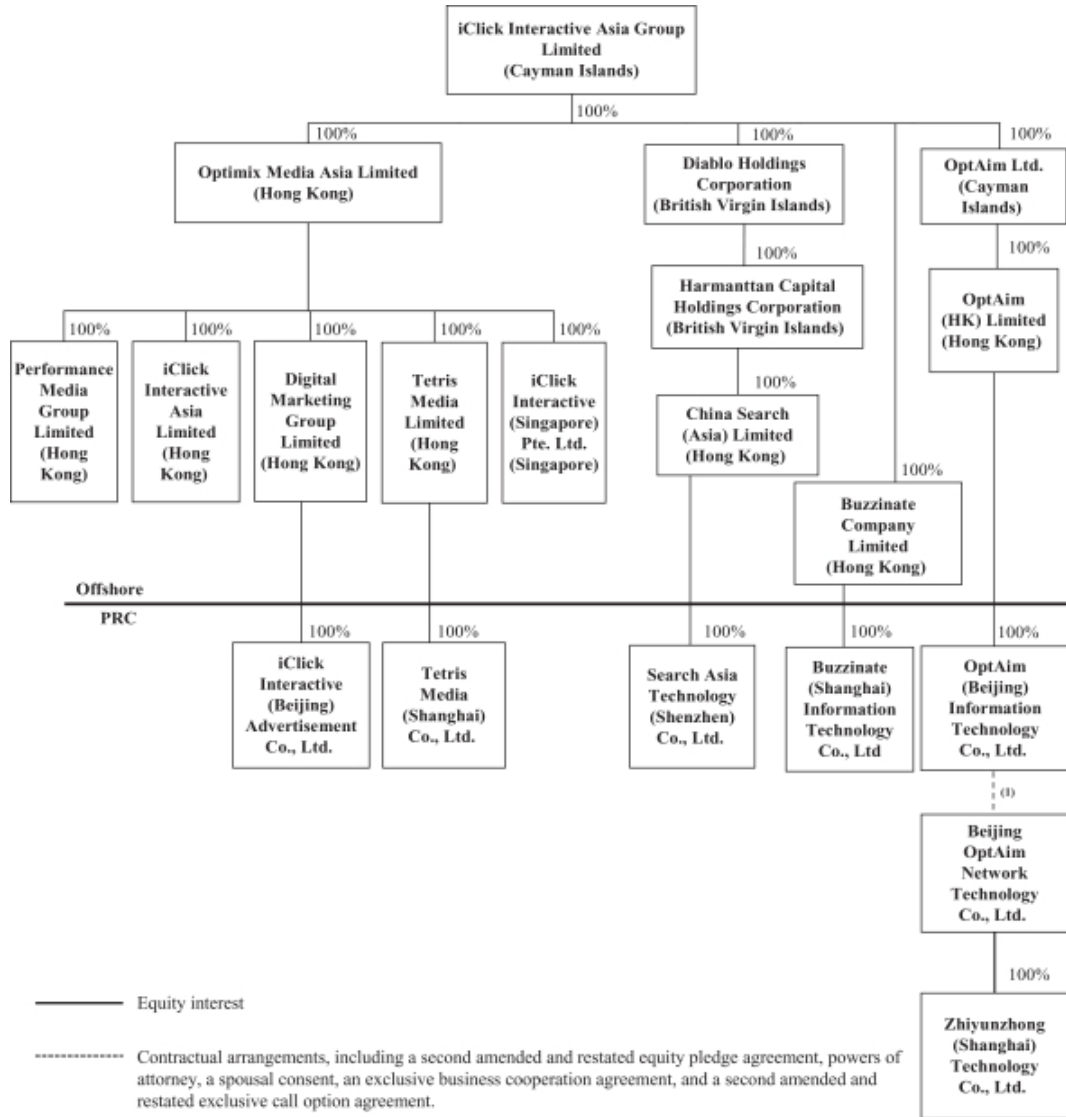 iClick Interactive Asia Group
Limited
(Cayman Islands)
100%
100%
100%
100%
Optimix Media Asia Limited
(Hong Kong)
Diablo Holdings
Corporation
(British Virgin Islands)
OptAim Ltd.
(Cayman
Islands)
100%
100%
Harmanttan Capital
Holdings Corporation
(British Virgin Islands)
OptAim
(HK) Limited
(Hong Kong)
100%
100%
100%
100%
100%
Performance
Media
Group
Limited
(Hong
Kong)
iClick
Interactive
Asia
Limited
(Hong
Kong)
Digital
Marketing
Group
Limited
(Hong Kong)
Tetris
Media
Limited
(Hong
Kong)
iClick
Interactive
(Singapore)
Pte. Ltd.
(Singapore)
100%
China Search
(Asia) Limited
(Hong Kong)
100%
Buzzinate
Company
Limited
(Hong Kong)
Offshore
PRC
100%
100%
100%
100%
100%
iClick
Interactive
(Beijing)
Advertisement
Co., Ltd.
Tetris
Media
(Shanghai)
Co., Ltd.
Search Asia
Technology
(Shenzhen)
Co., Ltd.
Buzzinate
(Shanghai)
Information
Technology
Co., Ltd
OptAim
(Beijing)
Information
Technology
Co., Ltd.
(1)
Beijing
OptAim
Network
Technology
Co., Ltd.
100%
Zhiyunzhong
(Shanghai)
Technology
Co., Ltd.
Equity interest
Contractual arrangements, including a second amended and restated equity pledge agreement, powers of
attorney, a spousal consent, an exclusive business cooperation agreement, and a second amended and
restated exclusive call option agreement.